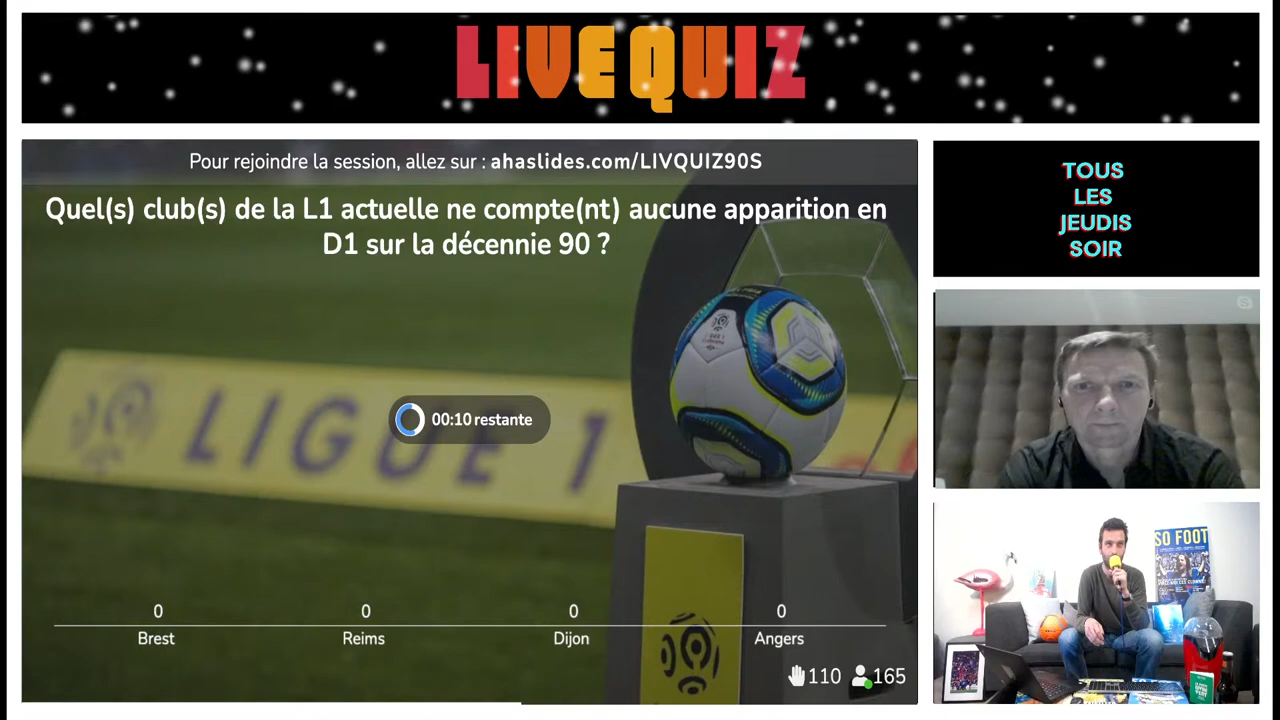 LIVE QUIZ
Pour rejoindre la session, allez sur : ahaslides.com/LIVQUIZ90S
Quel(s) club(s) de la L1 actuelle ne compte(nt) aucune apparition en
D1 sur la décennie 90 ?
TOUS
LES
JEUDIS
SOIR
LIGUE 1
00:10 restante
SO FOOT
0 0 0 0
Brest Reims Dijon Angers
110 165